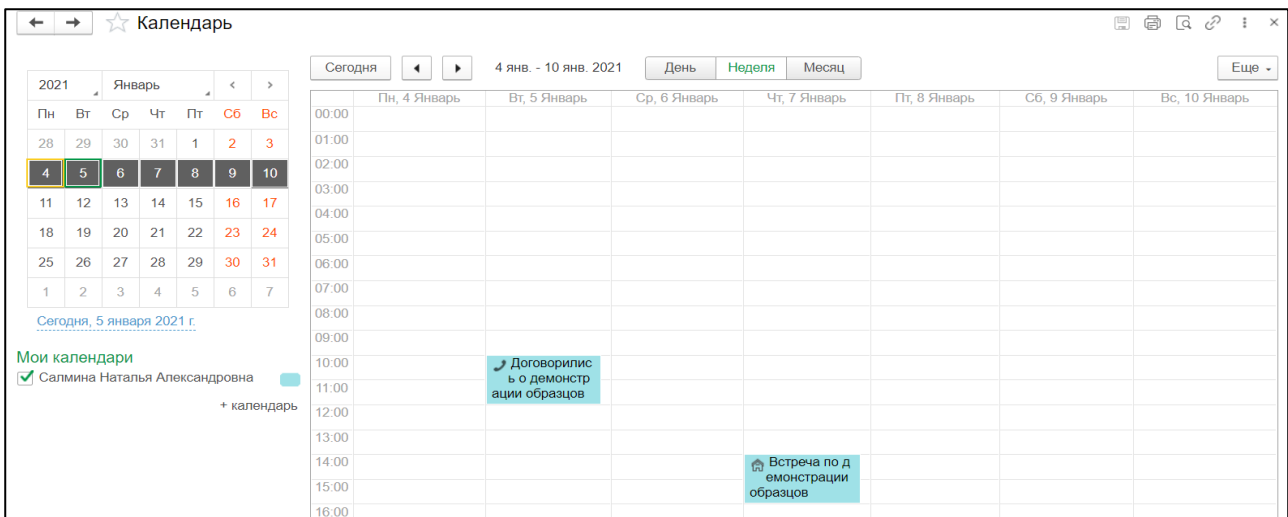 Календарь
2021 Январь
Пн Вт Ср Чт Пт Сб Вс
28 29 30 31 1 2 3
4 5 6 7 8 9 10
11 12 13 14 15 16 17
18 19 20 21 22 23 24
25 26 27 28 29 30 31
1 2 3 4 5 6 7
Сегодня, 5 января 2021 г.
Мои календари
Салмина Наталья Александровна
+ календарь
Сегодня 4 янв. - 10 янв. 2021 День Неделя Месяц Еще
Пн, 4 Январь Вт, 5 Январь Ср, 6 Январь Чт, 7 Январь Пт, 8 Январь Сб, 9 Январь Вс, 10 Январь
00:00
01:00
02:00
03:00
04:00
05:00
06:00
07:00
08:00
09:00
10:00
11:00
12:00
13:00
14:00
15:00
16:00
Договорилис
ь о демонстр
ации образцов
Встреча по д
емонстрации
образцов